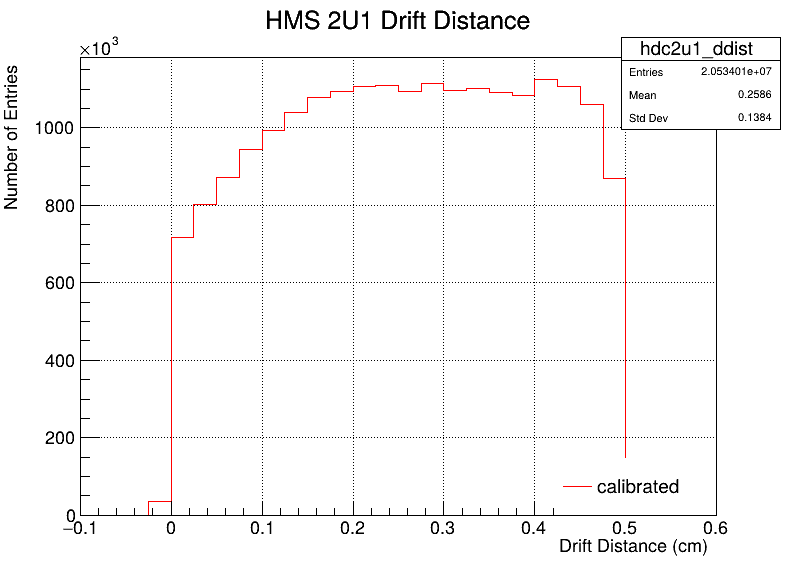 HMS 2U1 Drift Distance
×10³
hdc2u1_ddist
Entries 2.053401e+07
Mean 0.2586
Std Dev 0.1384
Number of Entries
1000
800
600
400
200
0
calibrated
−0.1 0 0.1 0.2 0.3 0.4 0.5 0.6
Drift Distance (cm)